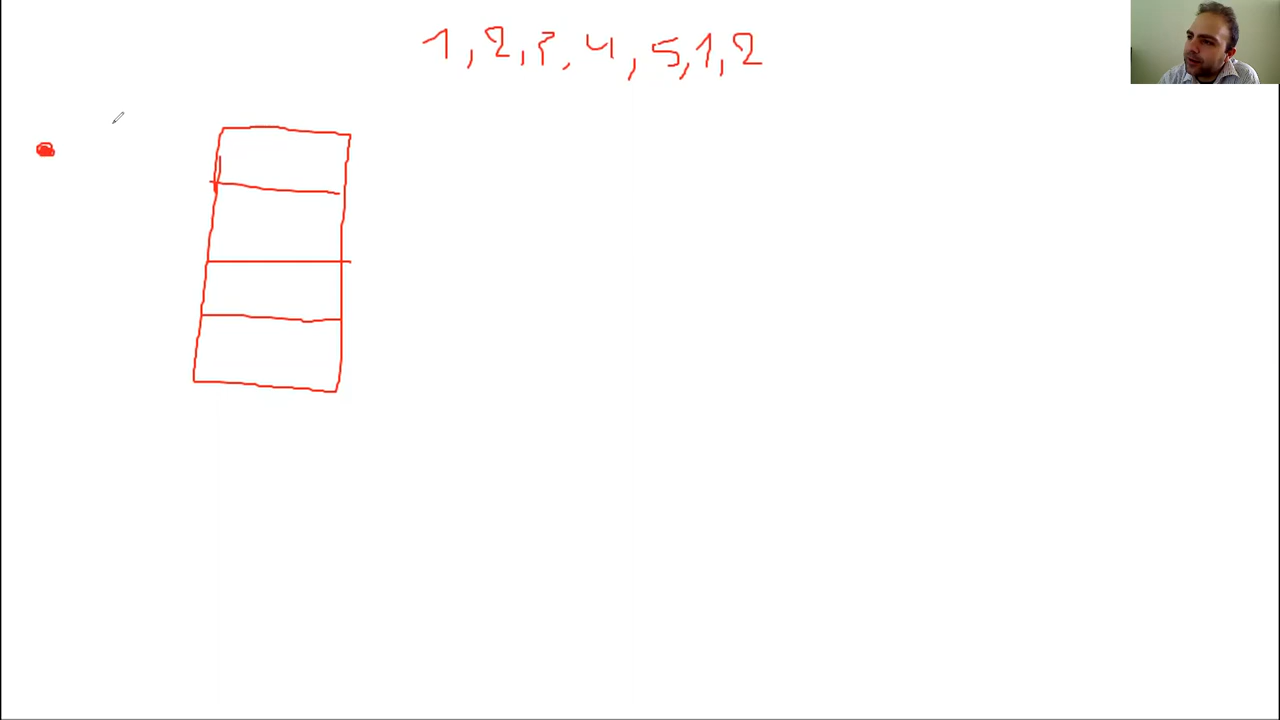 1, 2, 3, 4, 5, 1, 2